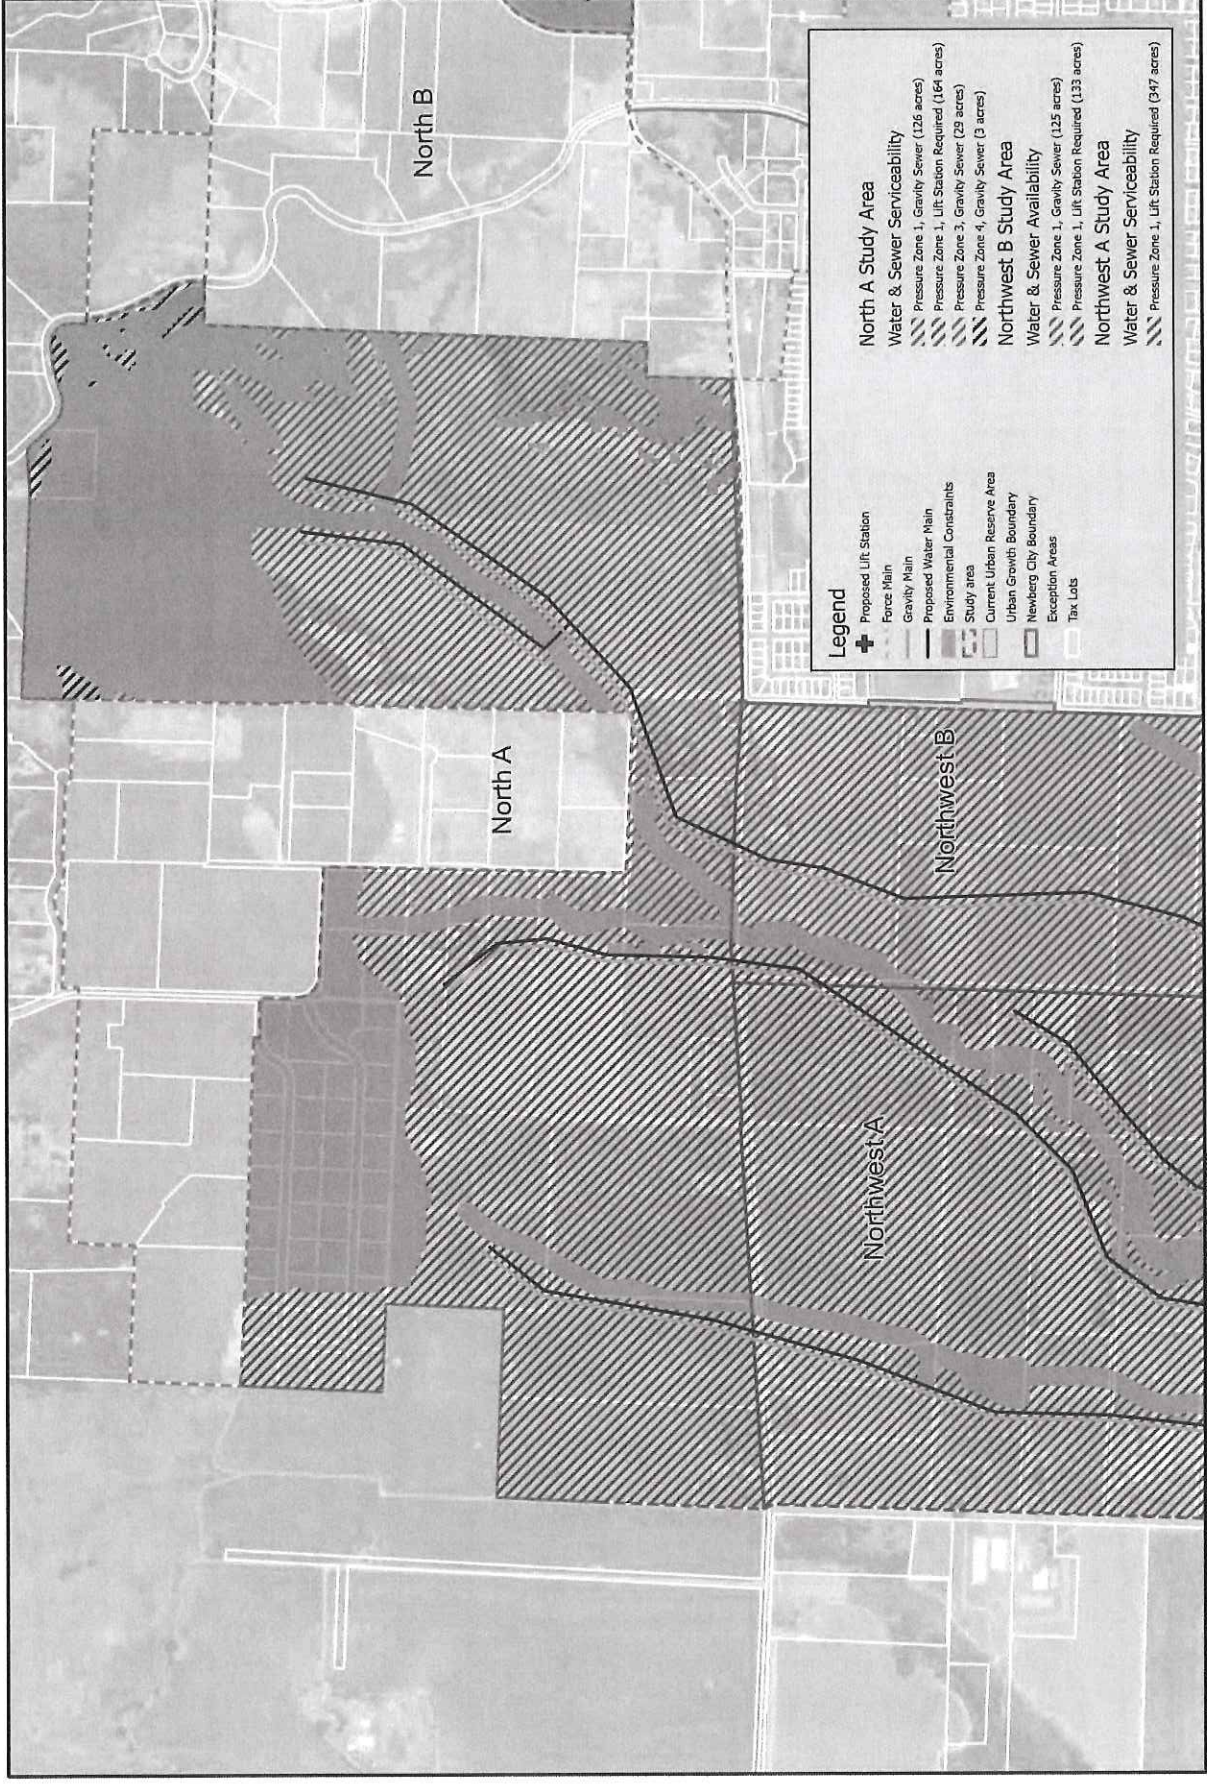 North B
North A
Northwest B
Northwest A
Legend
Proposed Lift Station
Force Main
Gravity Main
Proposed Water Main
Environmental Constraints
Study area
Current Urban Reserve Area
Urban Growth Boundary
Newberg City Boundary
Exception Areas
Tax Lots
North A Study Area
Water & Sewer Serviceability
Pressure Zone 1, Gravity Sewer (126 acres)
Pressure Zone 1, Lift Station Required (164 acres)
Pressure Zone 3, Gravity Sewer (29 acres)
Pressure Zone 4, Gravity Sewer (3 acres)
Northwest B Study Area
Water & Sewer Availability
Pressure Zone 1, Gravity Sewer (125 acres)
Pressure Zone 1, Lift Station Required (133 acres)
Northwest A Study Area
Water & Sewer Serviceability
Pressure Zone 1, Lift Station Required (347 acres)